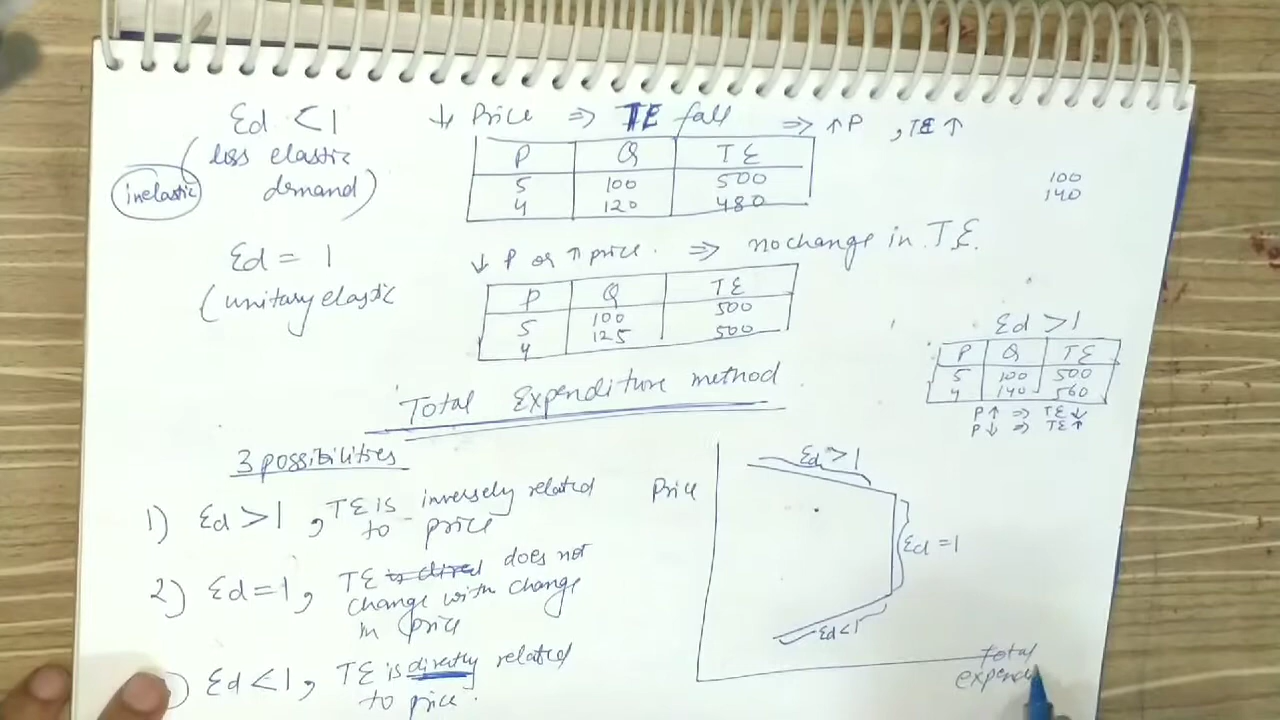 Ed < 1 ↓ Price ⇒ TE fall ⇒ ↑ P , TE ↑
(less elastic
inelastic demand)
P Q TE
5 100 500
4 120 480
100
140
Ed = 1 ↓ P or ↑ price. ⇒ no change in TE.
(unitary elastic
P Q TE
5 100 500
4 125 500
Ed > 1
P Q TE
5 100 500
4 140 560
P ↑ ⇒ TE ↓
P ↓ ⇒ TE ↑
Total Expenditure method
3 possibilities
1) Ed > 1 , TE is inversely related
to price
2) Ed = 1 , TE is direct does not
change with change
in price
Ed < 1 , TE is directly related
to price.
Ed > 1
Price
Ed = 1
Ed < 1
Total
expend